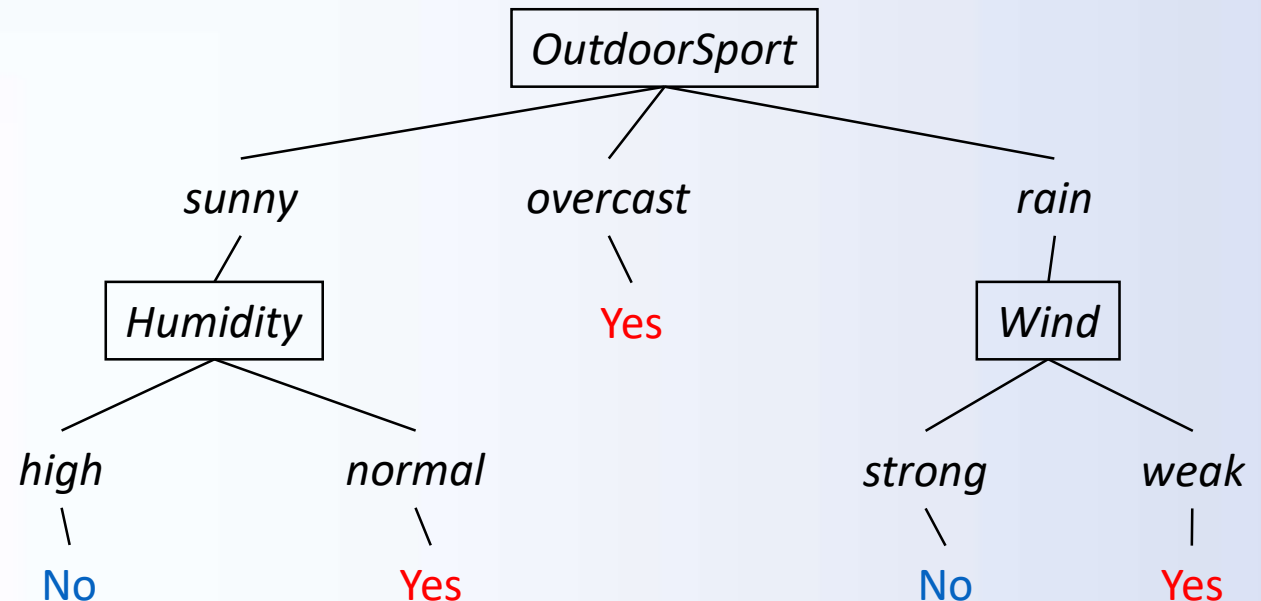 OutdoorSport
sunny overcast rain
Humidity Yes Wind
high normal strong weak
No Yes No Yes